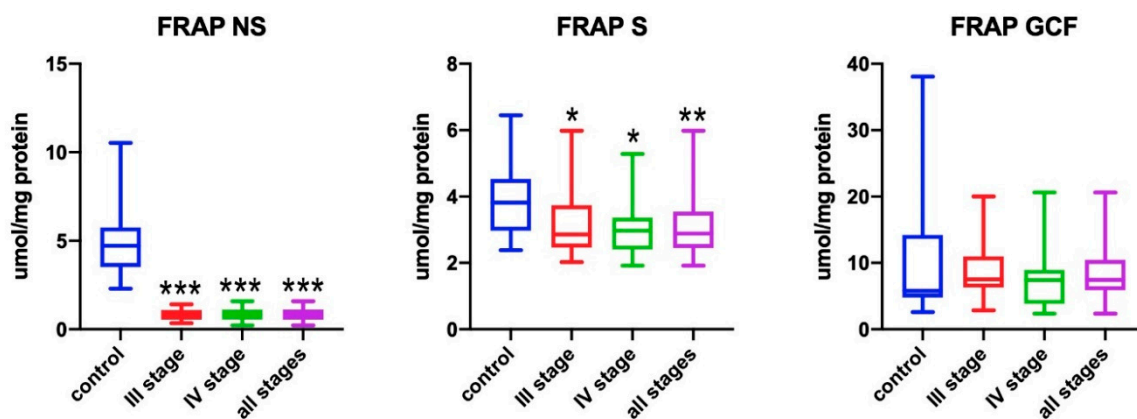 FRAP NS
umol/mg protein
15
10
5
0
***
***
***
control
III stage
IV stage
all stages
FRAP S
umol/mg protein
8
6
4
2
0
*
*
**
control
III stage
IV stage
all stages
FRAP GCF
umol/mg protein
40
30
20
10
0
control
III stage
IV stage
all stages